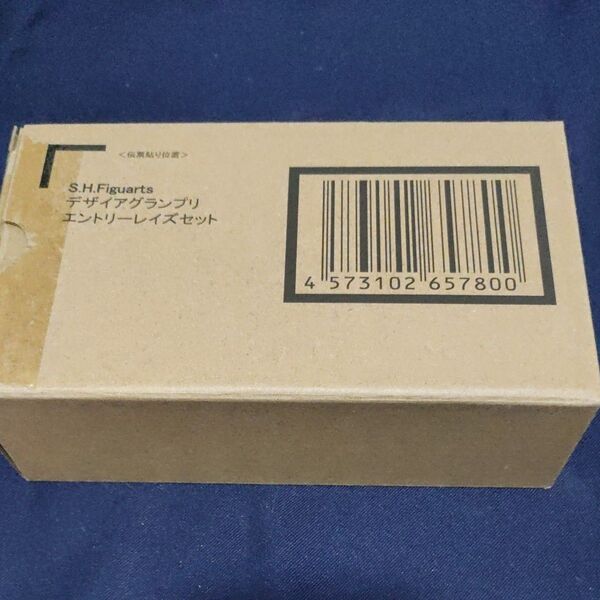 ＜伝票貼り位置＞
S.H.Figuarts
デザイアグランプリ
エントリーレイズセット
4 573102 657800